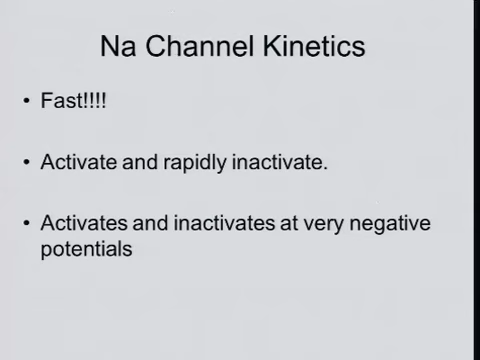 Na Channel Kinetics
• Fast!!!!
• Activate and rapidly inactivate.
• Activates and inactivates at very negative
potentials